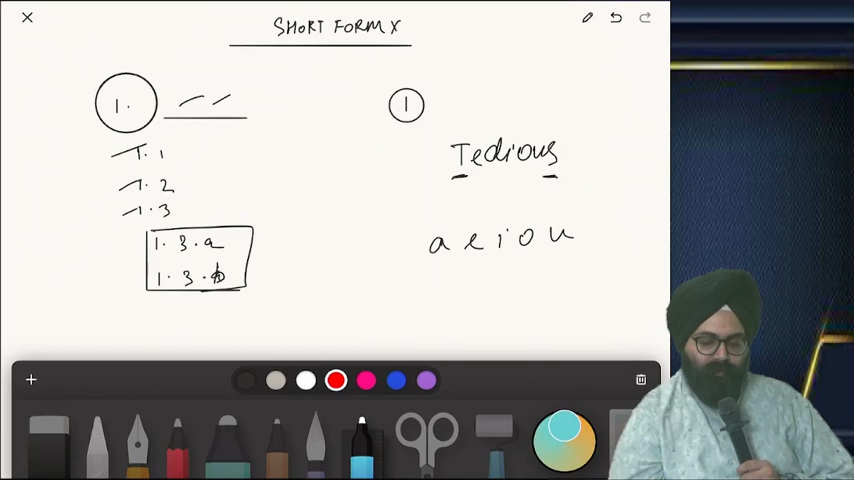 SHORT FORM X
1.
1. 1
1. 2
1. 3
1. 3. a
1. 3. b
1
Tedious
a e i o u